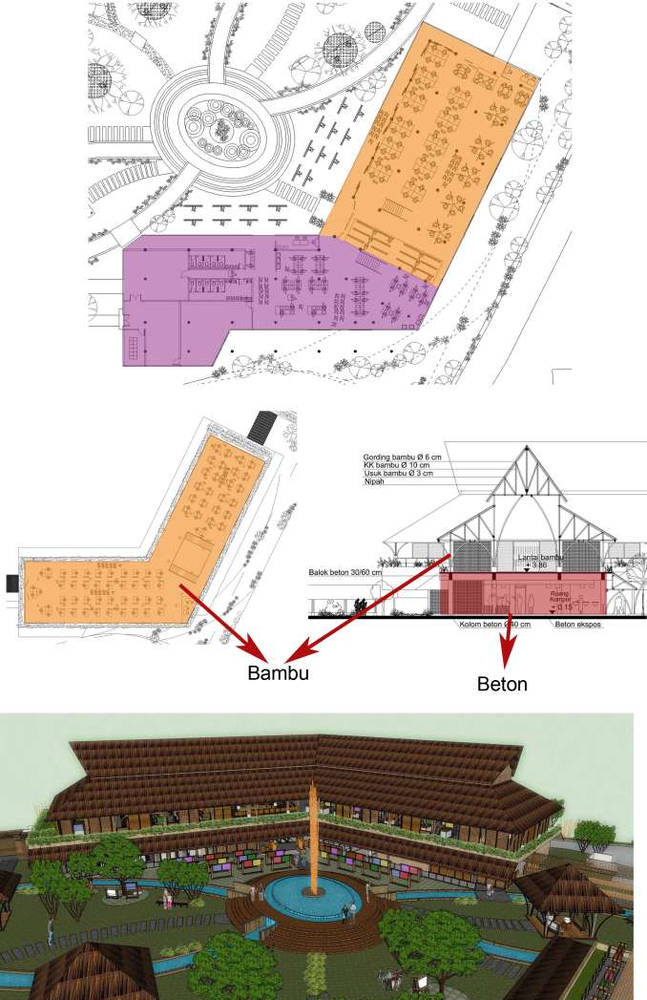 Gording bambu Ø 6 cm
KK bambu Ø 10 cm
Usuk bambu Ø 3 cm
Nipah
Lantai bambu
+ 3.86
Balok beton 30/60 cm
Ruang
Kompor
+ 0.15
Kolom beton Ø 40 cm
Beton ekspos
Bambu
Beton